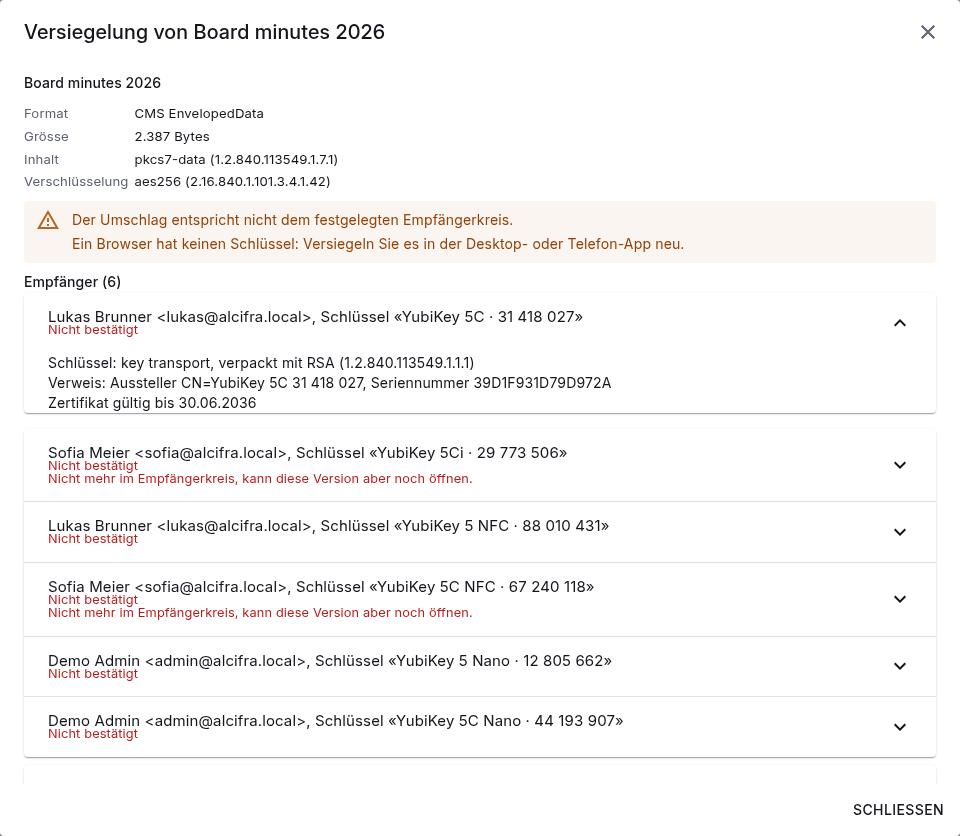 Versiegelung von Board minutes 2026
Board minutes 2026
Format CMS EnvelopedData
Grösse 2.387 Bytes
Inhalt pkcs7-data (1.2.840.113549.1.7.1)
Verschlüsselung aes256 (2.16.840.1.101.3.4.1.42)
Der Umschlag entspricht nicht dem festgelegten Empfängerkreis.
Ein Browser hat keinen Schlüssel: Versiegeln Sie es in der Desktop- oder Telefon-App neu.
Empfänger (6)
Lukas Brunner <lukas@alcifra.local>, Schlüssel «YubiKey 5C · 31 418 027»
Nicht bestätigt
Schlüssel: key transport, verpackt mit RSA (1.2.840.113549.1.1.1)
Verweis: Aussteller CN=YubiKey 5C 31 418 027, Seriennummer 39D1F931D79D972A
Zertifikat gültig bis 30.06.2036
Sofia Meier <sofia@alcifra.local>, Schlüssel «YubiKey 5Ci · 29 773 506»
Nicht bestätigt
Nicht mehr im Empfängerkreis, kann diese Version aber noch öffnen.
Lukas Brunner <lukas@alcifra.local>, Schlüssel «YubiKey 5 NFC · 88 010 431»
Nicht bestätigt
Sofia Meier <sofia@alcifra.local>, Schlüssel «YubiKey 5C NFC · 67 240 118»
Nicht bestätigt
Nicht mehr im Empfängerkreis, kann diese Version aber noch öffnen.
Demo Admin <admin@alcifra.local>, Schlüssel «YubiKey 5 Nano · 12 805 662»
Nicht bestätigt
Demo Admin <admin@alcifra.local>, Schlüssel «YubiKey 5C Nano · 44 193 907»
Nicht bestätigt
SCHLIESSEN